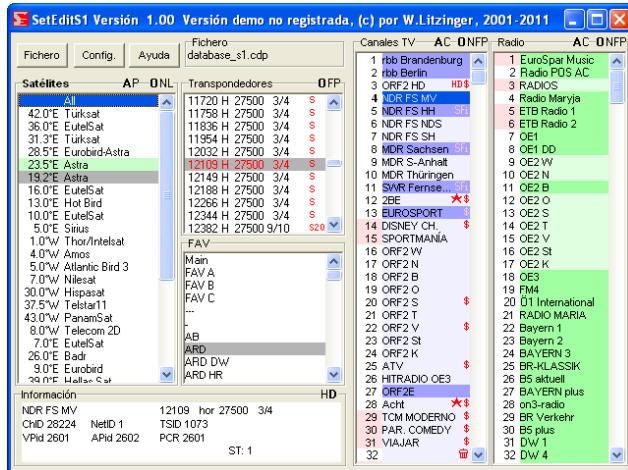 SetEditS1 Versión 1.00 Versión demo no registrada, (c) por W.Litzinger, 2001-2011
Fichero
Config.
Ayuda
Fichero
database_s1.cdp
Satélites AP ONL
All
42.0°E Türksat
36.0°E EutelSat
31.3°E Türksat
28.5°E Eurobird-Astra
23.5°E Astra
19.2°E Astra
16.0°E EutelSat
13.0°E Hot Bird
10.0°E EutelSat
5.0°E Sirius
1.0°W Thor/Intelsat
4.0°W Amos
5.0°W Atlantic Bird 3
7.0°W Nilesat
30.0°W Hispasat
37.5°W Telstar11
43.0°W PanamSat
8.0°W Telecom 2D
7.0°E EutelSat
26.0°E Badr
9.0°E Eurobird
39.0°E Hellas Sat
Transpondedores OFP
11720 H 27500 3/4 S
11758 H 27500 3/4 S
11836 H 27500 3/4 S
11954 H 27500 3/4 S
12032 H 27500 3/4 S
12109 H 27500 3/4 S
12149 H 27500 3/4 S
12188 H 27500 3/4 S
12266 H 27500 3/4 S
12344 H 27500 3/4 S
12382 H 27500 9/10 S20
FAV
Main
FAV A
FAV B
FAV C
---
-
AB
ARD
ARD DW
ARD HR
Canales TV AC ONFP
1 rbb Brandenburg
2 rbb Berlin
3 ORF2 HD HD $
4 NDR FS MV
5 NDR FS HH SFi
6 NDR FS NDS
7 NDR FS SH
8 MDR Sachsen SFi
9 MDR S-Anhalt
10 MDR Thüringen
11 SWR Fernse... SFi
12 2BE $
13 EUROSPORT $
14 DISNEY CH. $
15 SPORTMANÍA
16 ORF2 W
17 ORF2 N
18 ORF2 B
19 ORF2 O
20 ORF2 S $
21 ORF2 T
22 ORF2 V $
23 ORF2 St
24 ORF2 K
25 ATV $
26 HITRADIO OE3
27 ORF2E
28 Acht $
29 TCM MODERNO $
30 PAR. COMEDY $
31 VIAJAR $
32
Radio AC ONFP
1 EuroSpar Music
2 Radio POS AC
3 RADIOS
4 Radio Maryja
5 ETB Radio 1
6 ETB Radio 2
7 OE1
8 OE1 DD
9 OE2 W
10 OE2 N
11 OE2 B
12 OE2 O
13 OE2 S
14 OE2 T
15 OE2 V
16 OE2 St
17 OE2 K
18 OE3
19 FM4
20 Ö1 International
21 RADIO MARIA
22 Bayern 1
23 Bayern 2
24 BAYERN 3
25 BR-KLASSIK
26 B5 aktuell
27 BAYERN plus
28 on3-radio
29 BR Verkehr
30 B5 plus
31 DW 1
32 DW 4
Información HD
NDR FS MV 12109 hor 27500 3/4
ChID 28224 NetID 1 TSID 1073
VPid 2601 APid 2602 PCR 2601
ST: 1